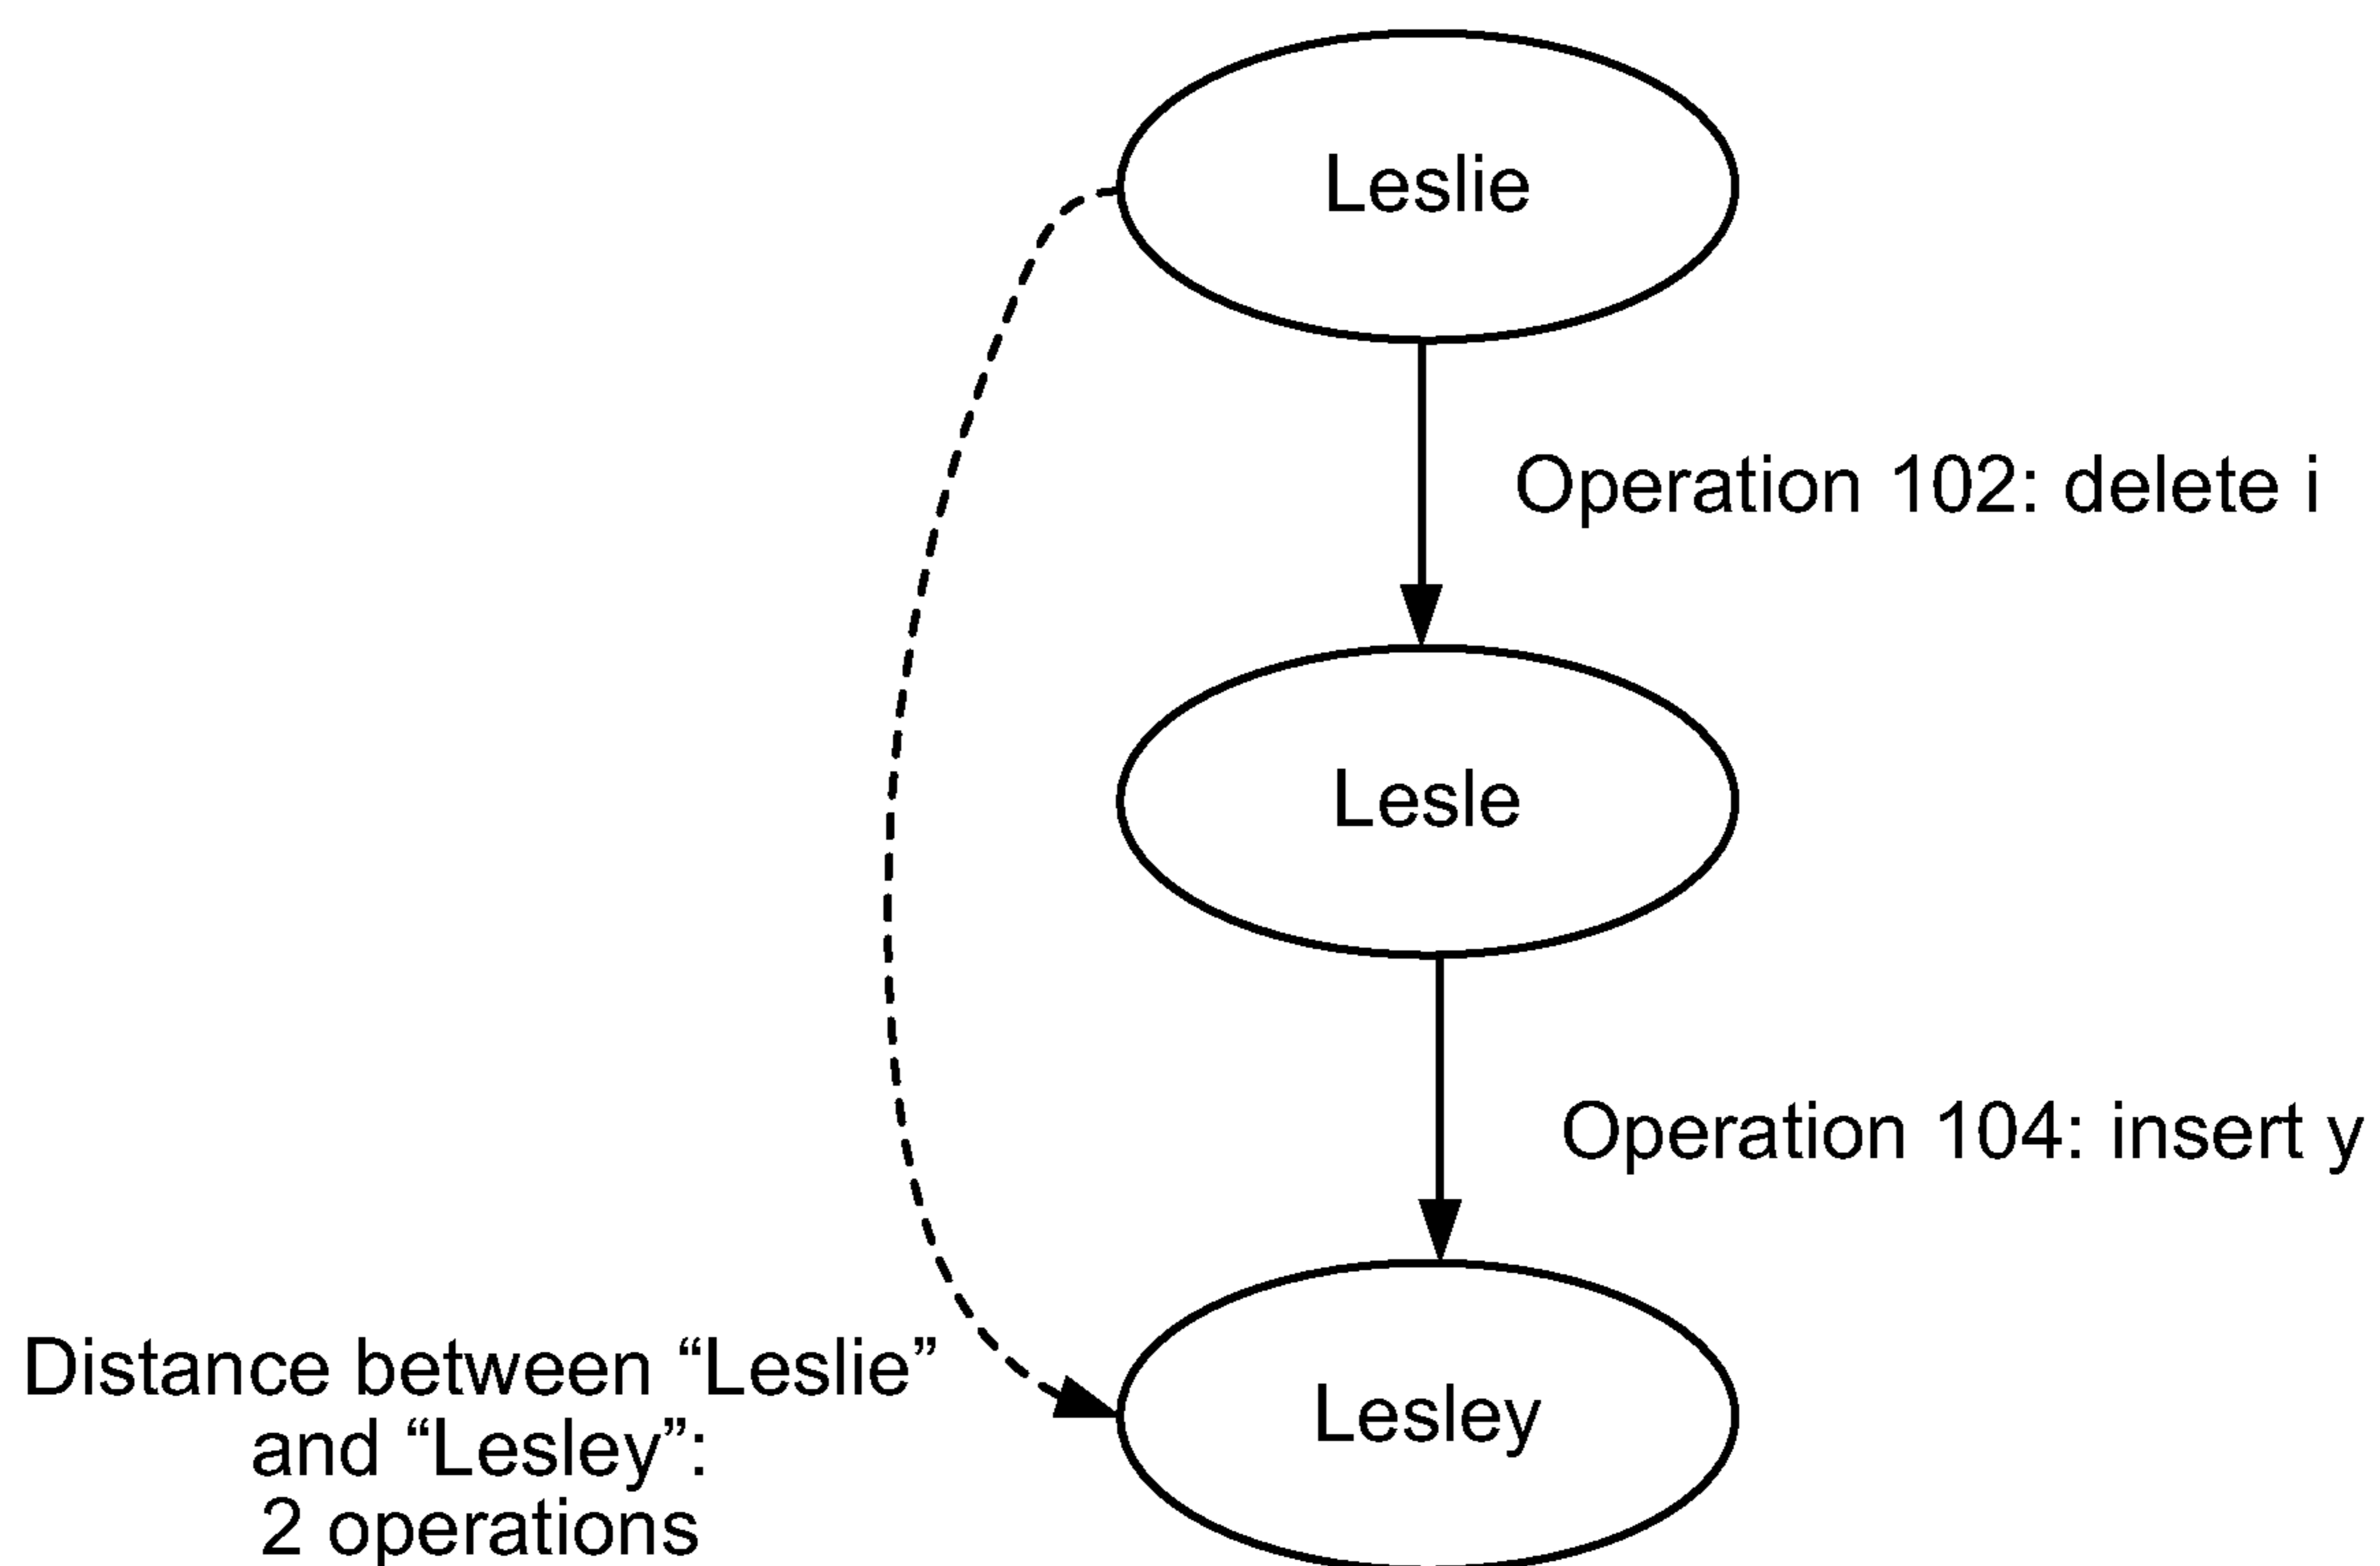 Leslie
Operation 102: delete i
Lesle
Operation 104: insert y
Distance between “Leslie”
and “Lesley”:
2 operations
Lesley